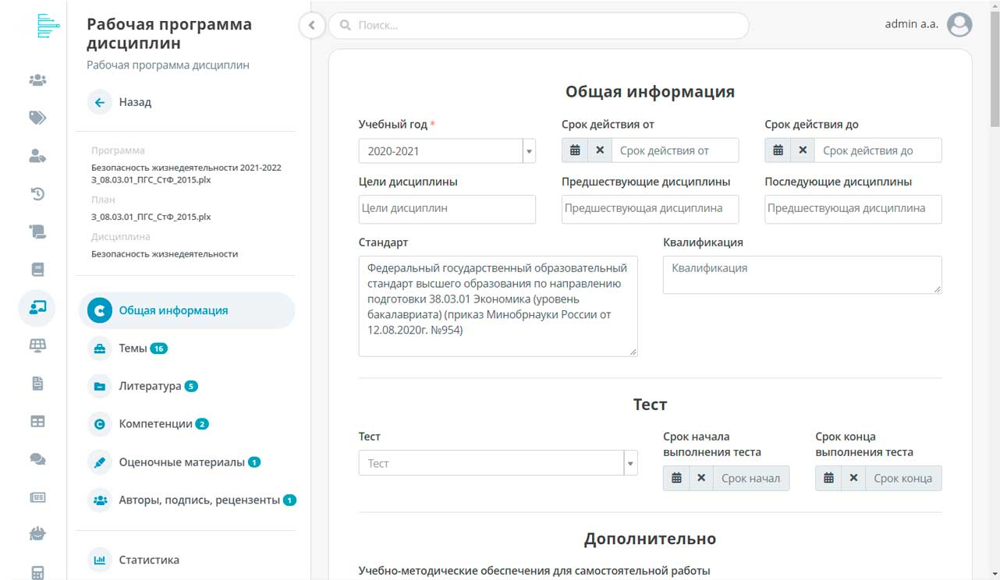 Рабочая программа
дисциплин
Рабочая программа дисциплин
Назад
Программа
Безопасность жизнедеятельности 2021-2022
З_08.03.01_ПГС_СтФ_2015.plx
План
З_08.03.01_ПГС_СтФ_2015.plx
Дисциплина
Безопасность жизнедеятельности
Общая информация
Темы 16
Литература 5
Компетенции 2
Оценочные материалы 1
Авторы, подпись, рецензенты 1
Статистика
Поиск...
admin a.a.
Общая информация
Учебный год *
2020-2021
Срок действия от
Срок действия от
Срок действия до
Срок действия до
Цели дисциплины
Цели дисциплин
Предшествующие дисциплины
Предшествующая дисциплина
Последующие дисциплины
Предшествующая дисциплина
Стандарт
Федеральный государственный образовательный
стандарт высшего образования по направлению
подготовки 38.03.01 Экономика (уровень
бакалавриата) (приказ Минобрнауки России от
12.08.2020г. №954)
Квалификация
Квалификация
Тест
Тест
Тест
Срок начала
выполнения теста
Срок начал
Срок конца
выполнения теста
Срок конца
Дополнительно
Учебно-методические обеспечения для самостоятельной работы